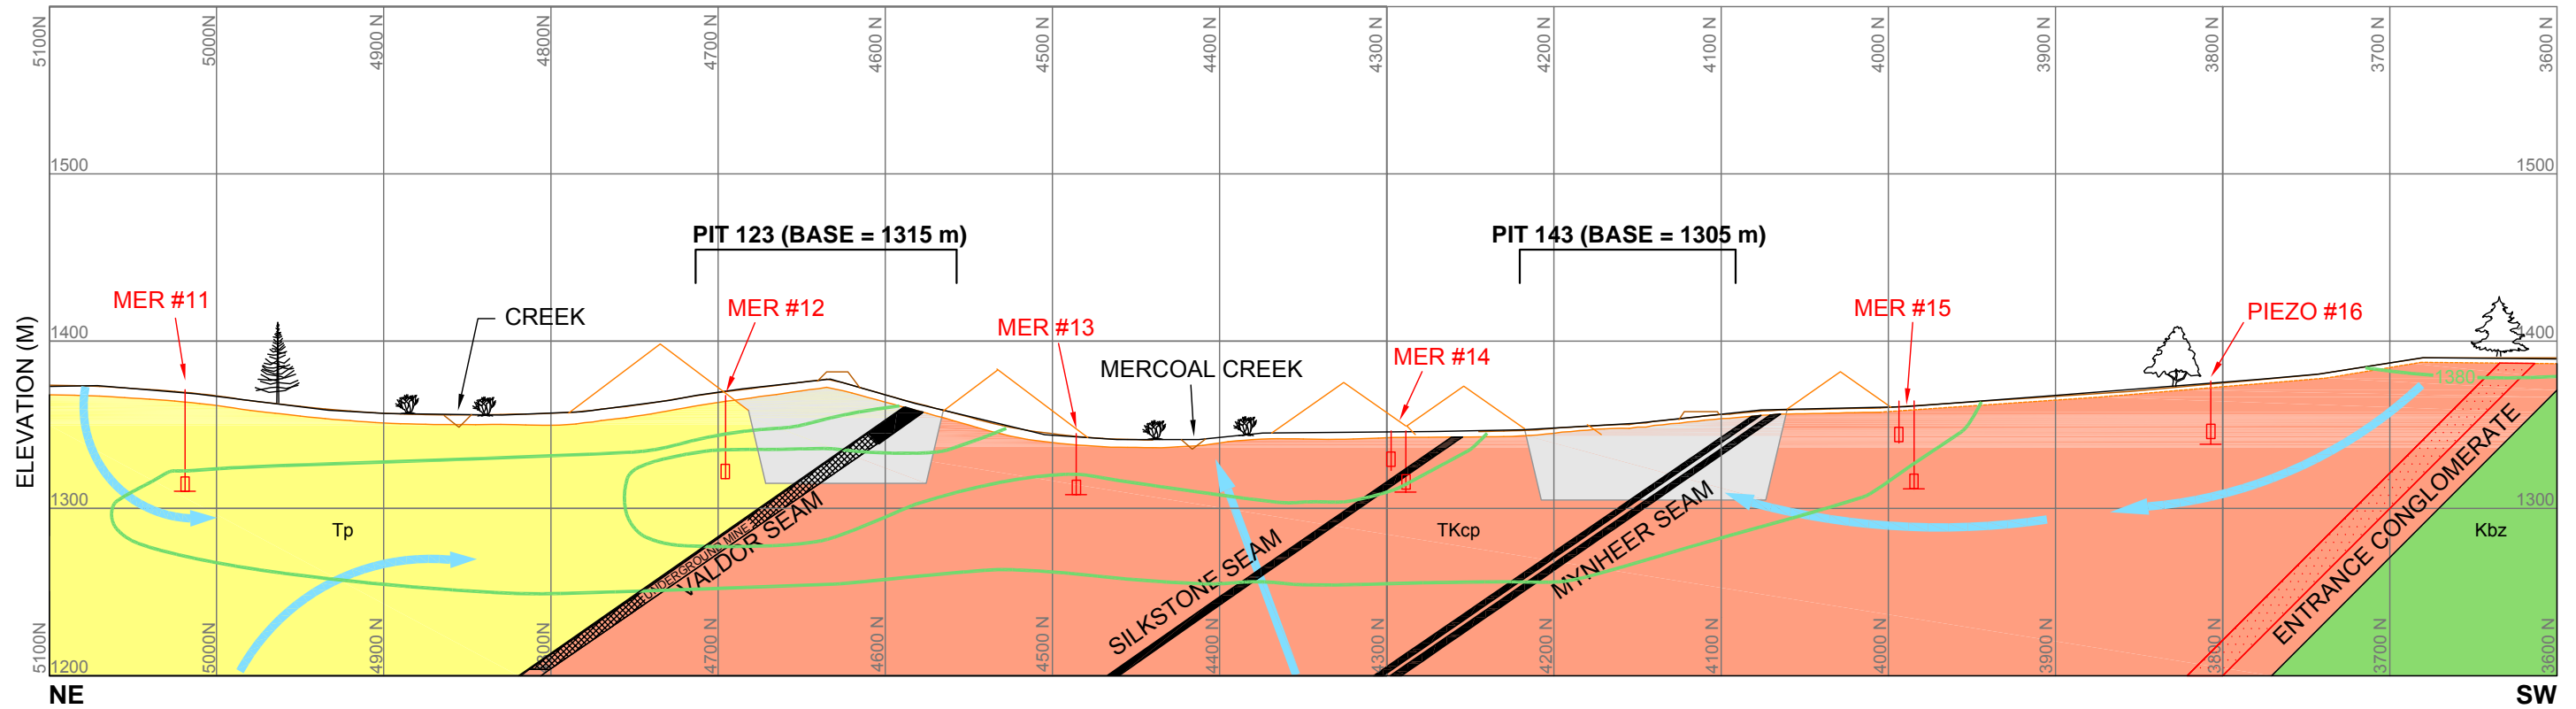 5100N
5000N
4900 N
4800N
4700 N
4600 N
4500 N
4400 N
4300 N
4200 N
4100 N
4000 N
3900 N
3800 N
3700 N
3600 N
1500
1500
PIT 123 (BASE = 1315 m)
PIT 143 (BASE = 1305 m)
MER #11
CREEK
MER #12
MER #13
MERCOAL CREEK
MER #14
MER #15
PIEZO #16
ELEVATION (M)
1400
1400
1380
1300
1300
Tp
UNDERGROUND MINE
VALDOR SEAM
SILKSTONE SEAM
TKcp
MYNHEER SEAM
ENTRANCE CONGLOMERATE
Kbz
5100N
5000N
4900 N
4800N
4700 N
4600 N
4500 N
4400 N
4300 N
4200 N
4100 N
4000 N
3900 N
3800 N
3700 N
3600 N
1200
NE
SW